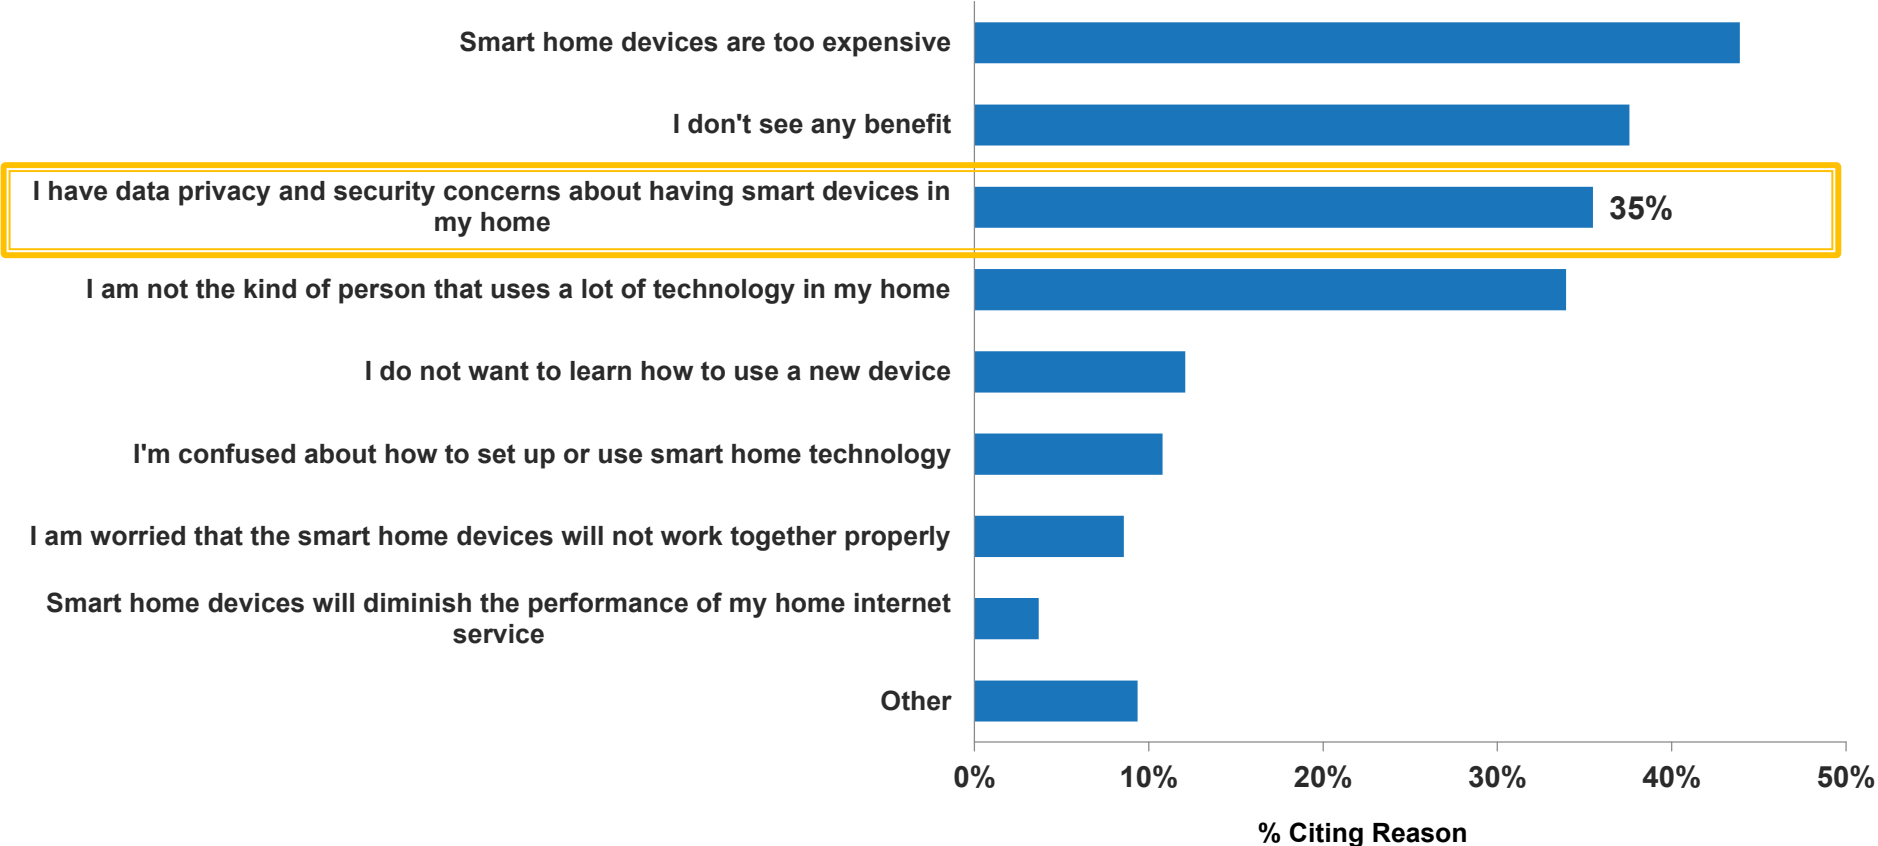 Smart home devices are too expensive
I don't see any benefit
I have data privacy and security concerns about having smart devices in
my home
35%
I am not the kind of person that uses a lot of technology in my home
I do not want to learn how to use a new device
I'm confused about how to set up or use smart home technology
I am worried that the smart home devices will not work together properly
Smart home devices will diminish the performance of my home internet
service
Other
0% 10% 20% 30% 40% 50%
% Citing Reason